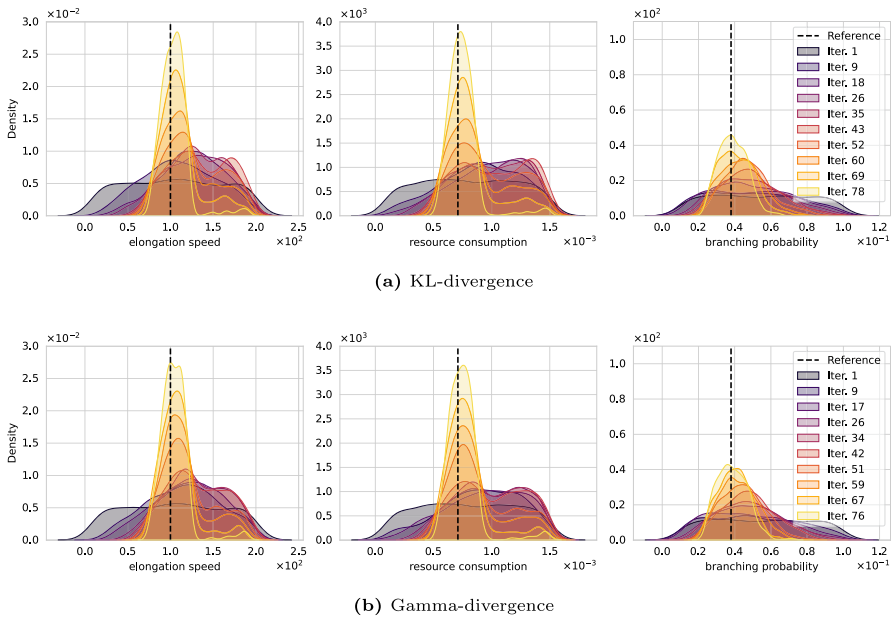 ×10⁻² ×10³ ×10²
3.0 4.0
2.5 3.5 1.0
2.0 3.0 0.8
1.5 2.5 0.6
1.0 2.0 0.4
0.5 1.5 0.2
0.0 1.0 0.0
0.5
0.0
Density
Reference
Iter. 1
Iter. 9
Iter. 18
Iter. 26
Iter. 35
Iter. 43
Iter. 52
Iter. 60
Iter. 69
Iter. 78
0.0 0.5 1.0 1.5 2.0 2.5 0.0 0.5 1.0 1.5 0.0 0.2 0.4 0.6 0.8 1.0 1.2
elongation speed ×10² resource consumption ×10⁻³ branching probability ×10⁻¹
(a) KL-divergence
×10⁻² ×10³ ×10²
3.0 4.0
2.5 3.5 1.0
2.0 3.0 0.8
1.5 2.5 0.6
1.0 2.0 0.4
0.5 1.5 0.2
0.0 1.0 0.0
0.5
0.0
Density
Reference
Iter. 1
Iter. 9
Iter. 17
Iter. 26
Iter. 34
Iter. 42
Iter. 51
Iter. 59
Iter. 67
Iter. 76
0.0 0.5 1.0 1.5 2.0 2.5 0.0 0.5 1.0 1.5 0.0 0.2 0.4 0.6 0.8 1.0 1.2
elongation speed ×10² resource consumption ×10⁻³ branching probability ×10⁻¹
(b) Gamma-divergence